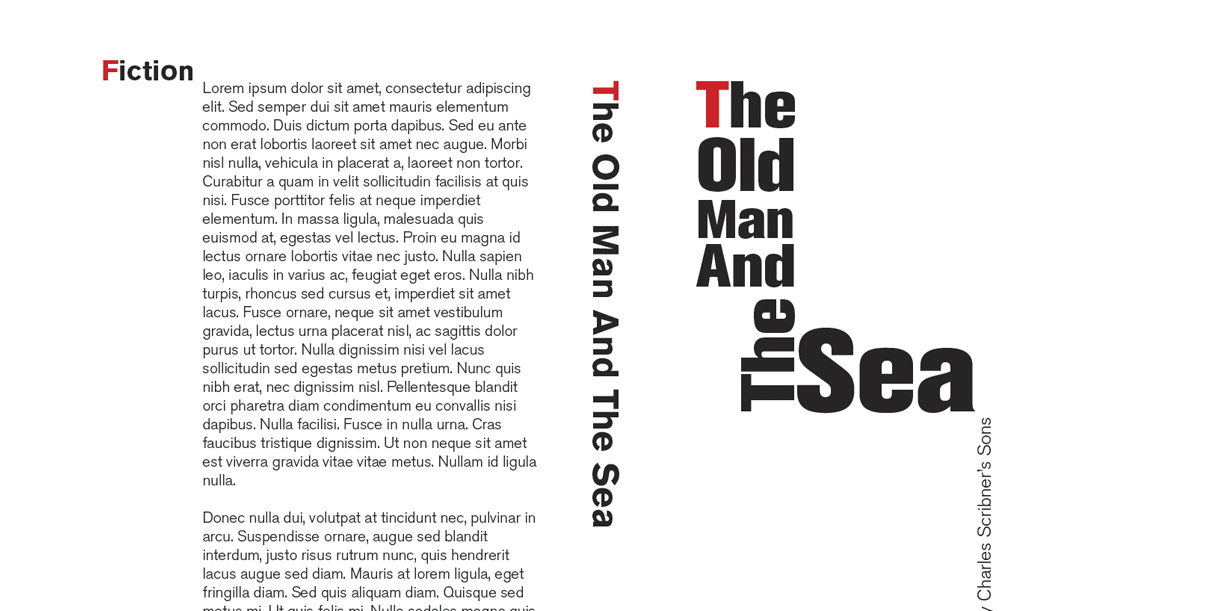 Fiction
Lorem ipsum dolor sit amet, consectetur adipiscing
elit. Sed semper dui sit amet mauris elementum
commodo. Duis dictum porta dapibus. Sed eu ante
non erat lobortis laoreet sit amet nec augue. Morbi
nisl nulla, vehicula in placerat a, laoreet non tortor.
Curabitur a quam in velit sollicitudin facilisis at quis
nisi. Fusce porttitor felis at neque imperdiet
elementum. In massa ligula, malesuada quis
euismod at, egestas vel lectus. Proin eu magna id
lectus ornare lobortis vitae nec justo. Nulla sapien
leo, iaculis in varius ac, feugiat eget eros. Nulla nibh
turpis, rhoncus sed cursus et, imperdiet sit amet
lacus. Fusce ornare, neque sit amet vestibulum
gravida, lectus urna placerat nisl, ac sagittis dolor
purus ut tortor. Nulla dignissim nisi vel lacus
sollicitudin sed egestas metus pretium. Nunc quis
nibh erat, nec dignissim nisl. Pellentesque blandit
orci pharetra diam condimentum eu convallis nisi
dapibus. Nulla facilisi. Fusce in nulla urna. Cras
faucibus tristique dignissim. Ut non neque sit amet
est viverra gravida vitae vitae metus. Nullam id ligula
nulla.
Donec nulla dui, volutpat at tincidunt nec, pulvinar in
arcu. Suspendisse ornare, augue sed blandit
interdum, justo risus rutrum nunc, quis hendrerit
lacus augue sed diam. Mauris at lorem ligula, eget
fringilla diam. Sed quis aliquam diam. Quisque sed
metus mi. Ut quis felis mi. Nulla sodales magna quis
The Old Man And The Sea
The
Old
Man
And
The
Sea
y Charles Scribner's Sons